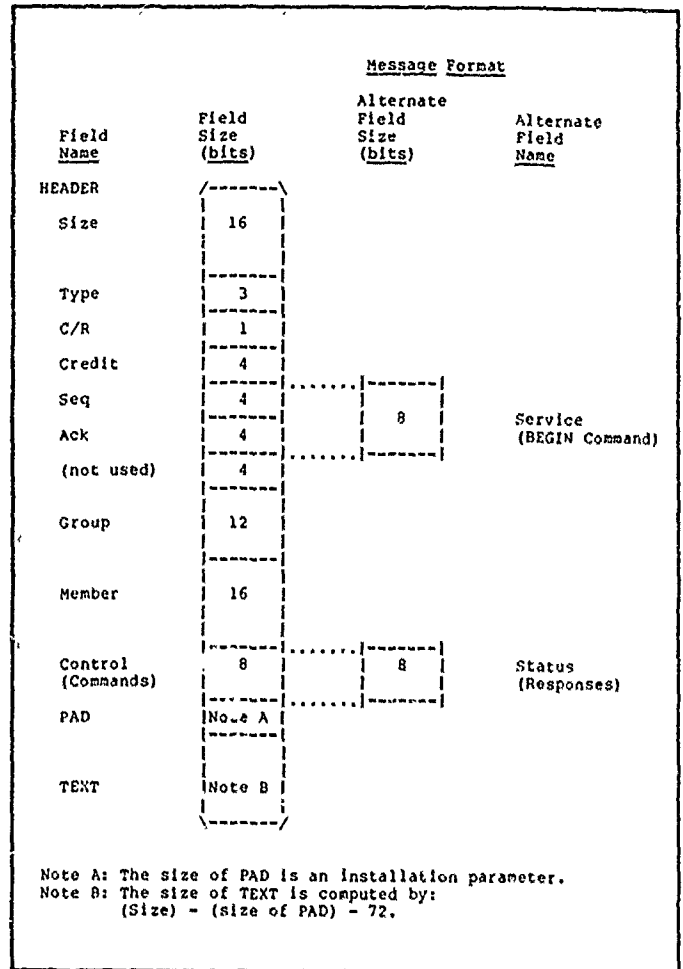 Message Format
Field Name
Field Size (bits)
Alternate Field Size (bits)
Alternate Field Name
HEADER
Size 16
Type 3
C/R 1
Credit 4
Seq 4
Ack 4
8 Service (BEGIN Command)
(not used) 4
Group 12
Member 16
Control (Commands) 8 8 Status (Responses)
PAD Note A
TEXT Note B
Note A: The size of PAD is an installation parameter.
Note B: The size of TEXT is computed by:
(Size) - (size of PAD) - 72.